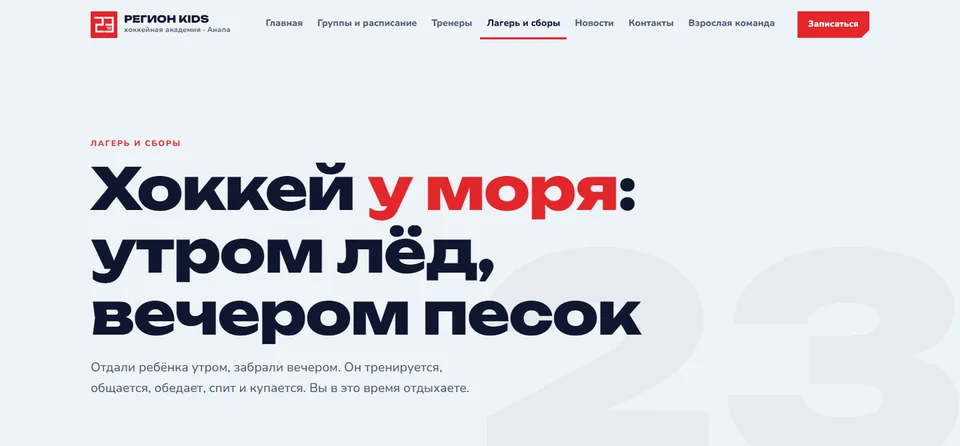 23
РЕГИОН KIDS
хоккейная академия · Анапа
Главная
Группы и расписание
Тренеры
Лагерь и сборы
Новости
Контакты
Взрослая команда
Записаться
ЛАГЕРЬ И СБОРЫ
Хоккей у моря:
утром лёд,
вечером песок
Отдали ребёнка утром, забрали вечером. Он тренируется,
общается, обедает, спит и купается. Вы в это время отдыхаете.
23